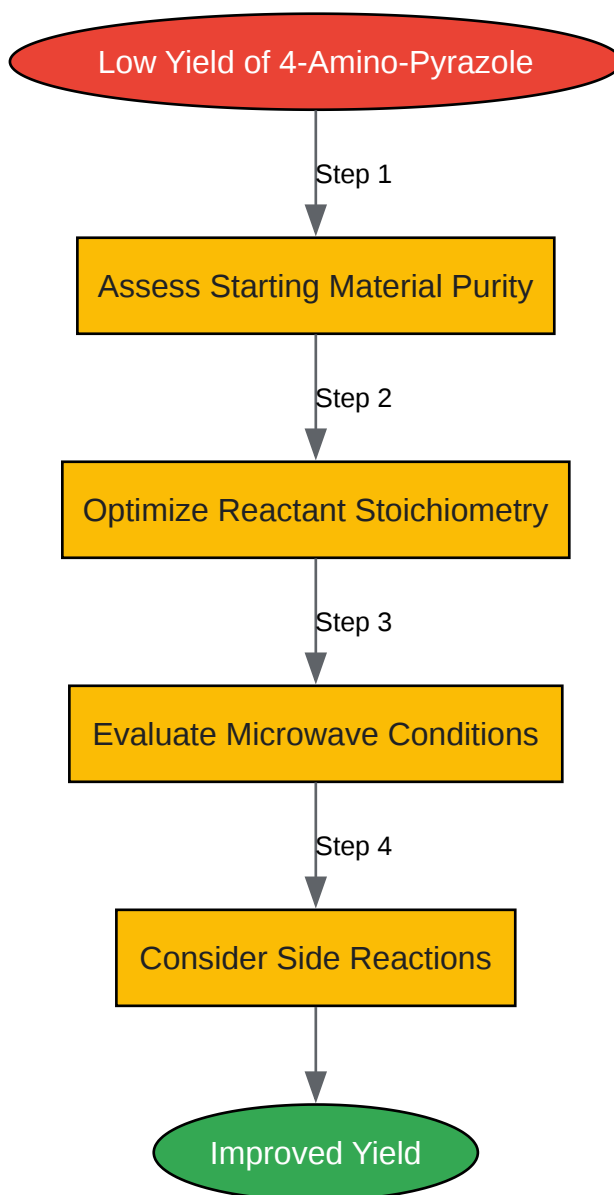 Low Yield of 4-Amino-Pyrazole
Step 1
Assess Starting Material Purity
Step 2
Optimize Reactant Stoichiometry
Step 3
Evaluate Microwave Conditions
Step 4
Consider Side Reactions
Improved Yield